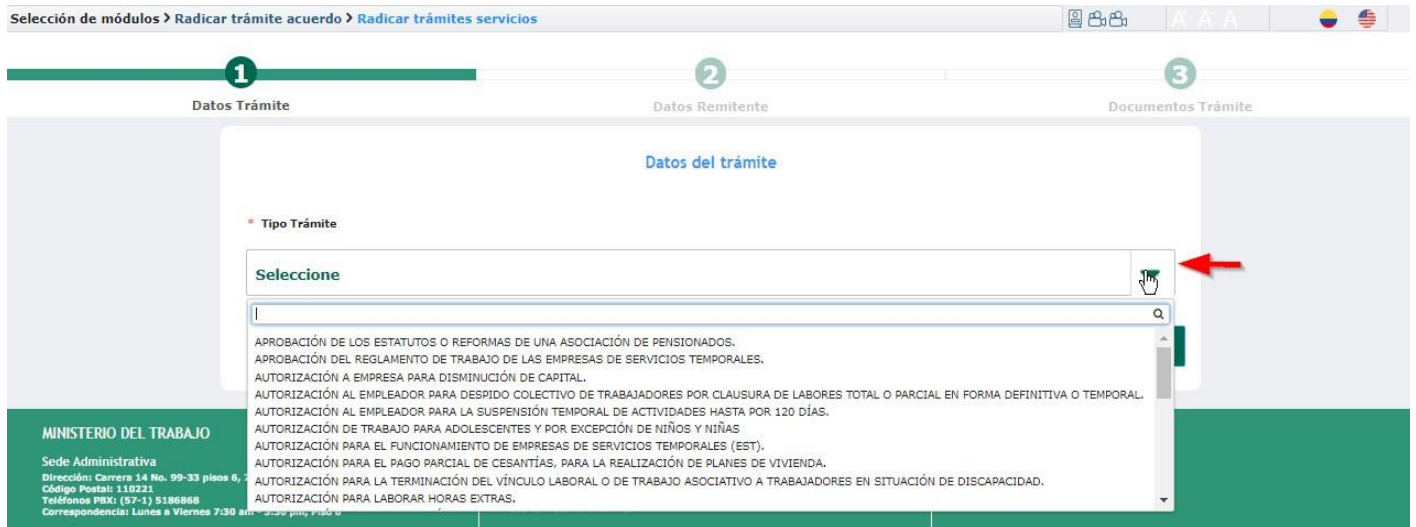 Selección de módulos > Radicar trámite acuerdo > Radicar trámites servicios
A A A
1
2
3
Datos Trámite
Datos Remitente
Documentos Trámite
Datos del trámite
* Tipo Trámite
Seleccione
APROBACIÓN DE LOS ESTATUTOS O REFORMAS DE UNA ASOCIACIÓN DE PENSIONADOS.
APROBACIÓN DEL REGLAMENTO DE TRABAJO DE LAS EMPRESAS DE SERVICIOS TEMPORALES.
AUTORIZACIÓN A EMPRESA PARA DISMINUCIÓN DE CAPITAL.
AUTORIZACIÓN AL EMPLEADOR PARA DESPIDO COLECTIVO DE TRABAJADORES POR CLAUSURA DE LABORES TOTAL O PARCIAL EN FORMA DEFINITIVA O TEMPORAL.
AUTORIZACIÓN AL EMPLEADOR PARA LA SUSPENSIÓN TEMPORAL DE ACTIVIDADES HASTA POR 120 DÍAS.
AUTORIZACIÓN DE TRABAJO PARA ADOLESCENTES Y POR EXCEPCIÓN DE NIÑOS Y NIÑAS
AUTORIZACIÓN PARA EL FUNCIONAMIENTO DE EMPRESAS DE SERVICIOS TEMPORALES (EST).
AUTORIZACIÓN PARA EL PAGO PARCIAL DE CESANTÍAS, PARA LA REALIZACIÓN DE PLANES DE VIVIENDA.
AUTORIZACIÓN PARA LA TERMINACIÓN DEL VÍNCULO LABORAL O DE TRABAJO ASOCIATIVO A TRABAJADORES EN SITUACIÓN DE DISCAPACIDAD.
AUTORIZACIÓN PARA LABORAR HORAS EXTRAS.
MINISTERIO DEL TRABAJO
Sede Administrativa
Dirección: Carrera 14 No. 99-33 pisos 6,
Código Postal: 110221
Teléfonos PBX: (57-1) 5186868
Correspondencia: Lunes a Viernes 7:30 am - 3:30 pm,